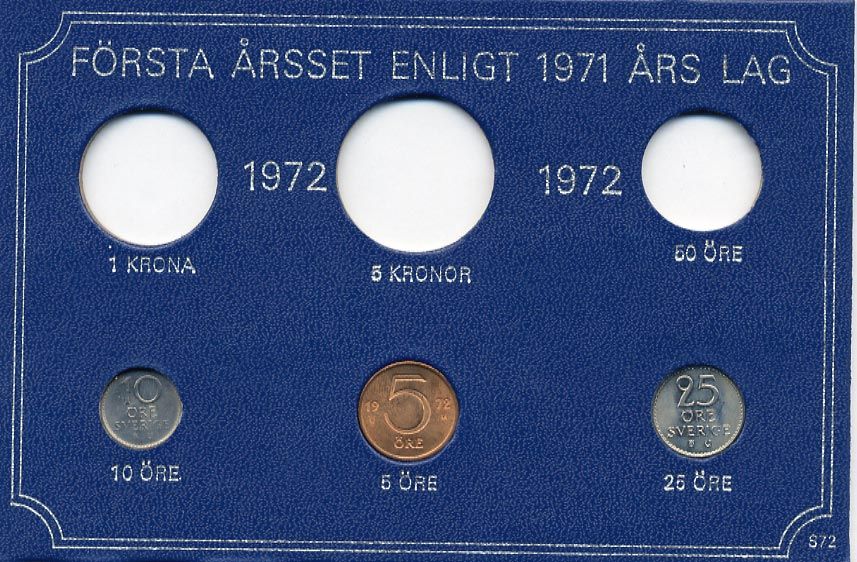 FÖRSTA ÅRSSET ENLIGT 1971 ÅRS LAG
1972 1972
1 KRONA 5 KRONOR 50 ÖRE
10
ÖRE
SVERIGE
19 5 72
U
ÖRE
25
ÖRE
SVERIGE
U
10 ÖRE 5 ÖRE 25 ÖRE
S72